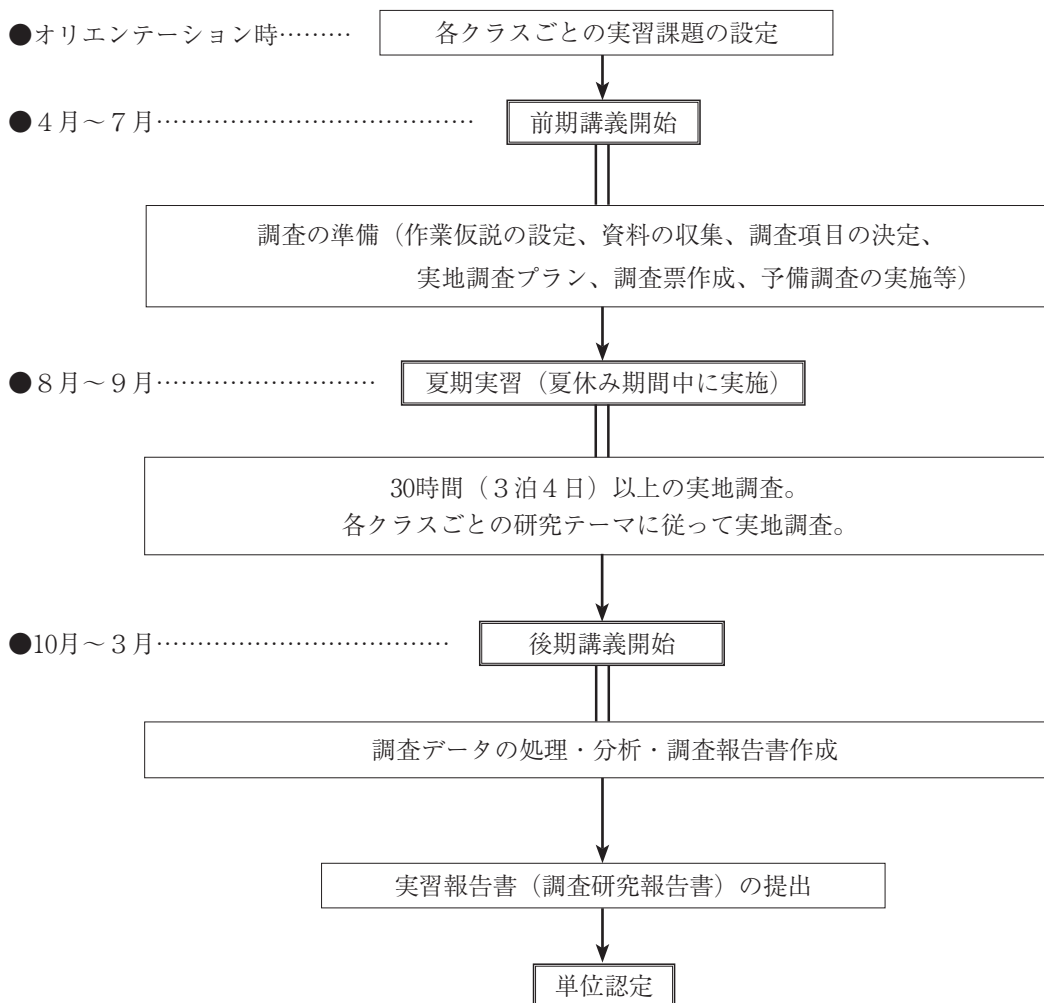 ●オリエンテーション時……… 各クラスごとの実習課題の設定
●４月～７月………………………………… 前期講義開始
調査の準備（作業仮説の設定、資料の収集、調査項目の決定、
実地調査プラン、調査票作成、予備調査の実施等）
●８月～９月……………………… 夏期実習（夏休み期間中に実施）
30時間（３泊４日）以上の実地調査。
各クラスごとの研究テーマに従って実地調査。
●10月～３月……………………………… 後期講義開始
調査データの処理・分析・調査報告書作成
実習報告書（調査研究報告書）の提出
単位認定